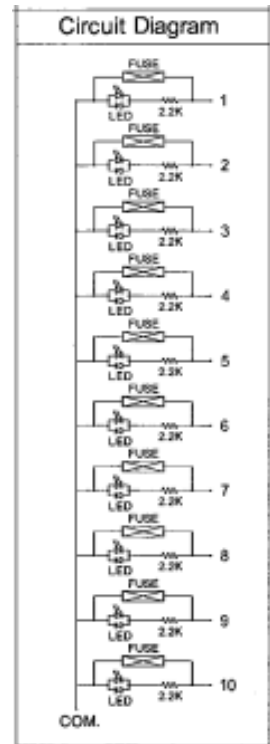 Circuit Diagram
FUSE
1
LED 2.2K
FUSE
2
LED 2.2K
FUSE
3
LED 2.2K
FUSE
4
LED 2.2K
FUSE
5
LED 2.2K
FUSE
6
LED 2.2K
FUSE
7
LED 2.2K
FUSE
8
LED 2.2K
FUSE
9
LED 2.2K
FUSE
10
LED 2.2K
COM.